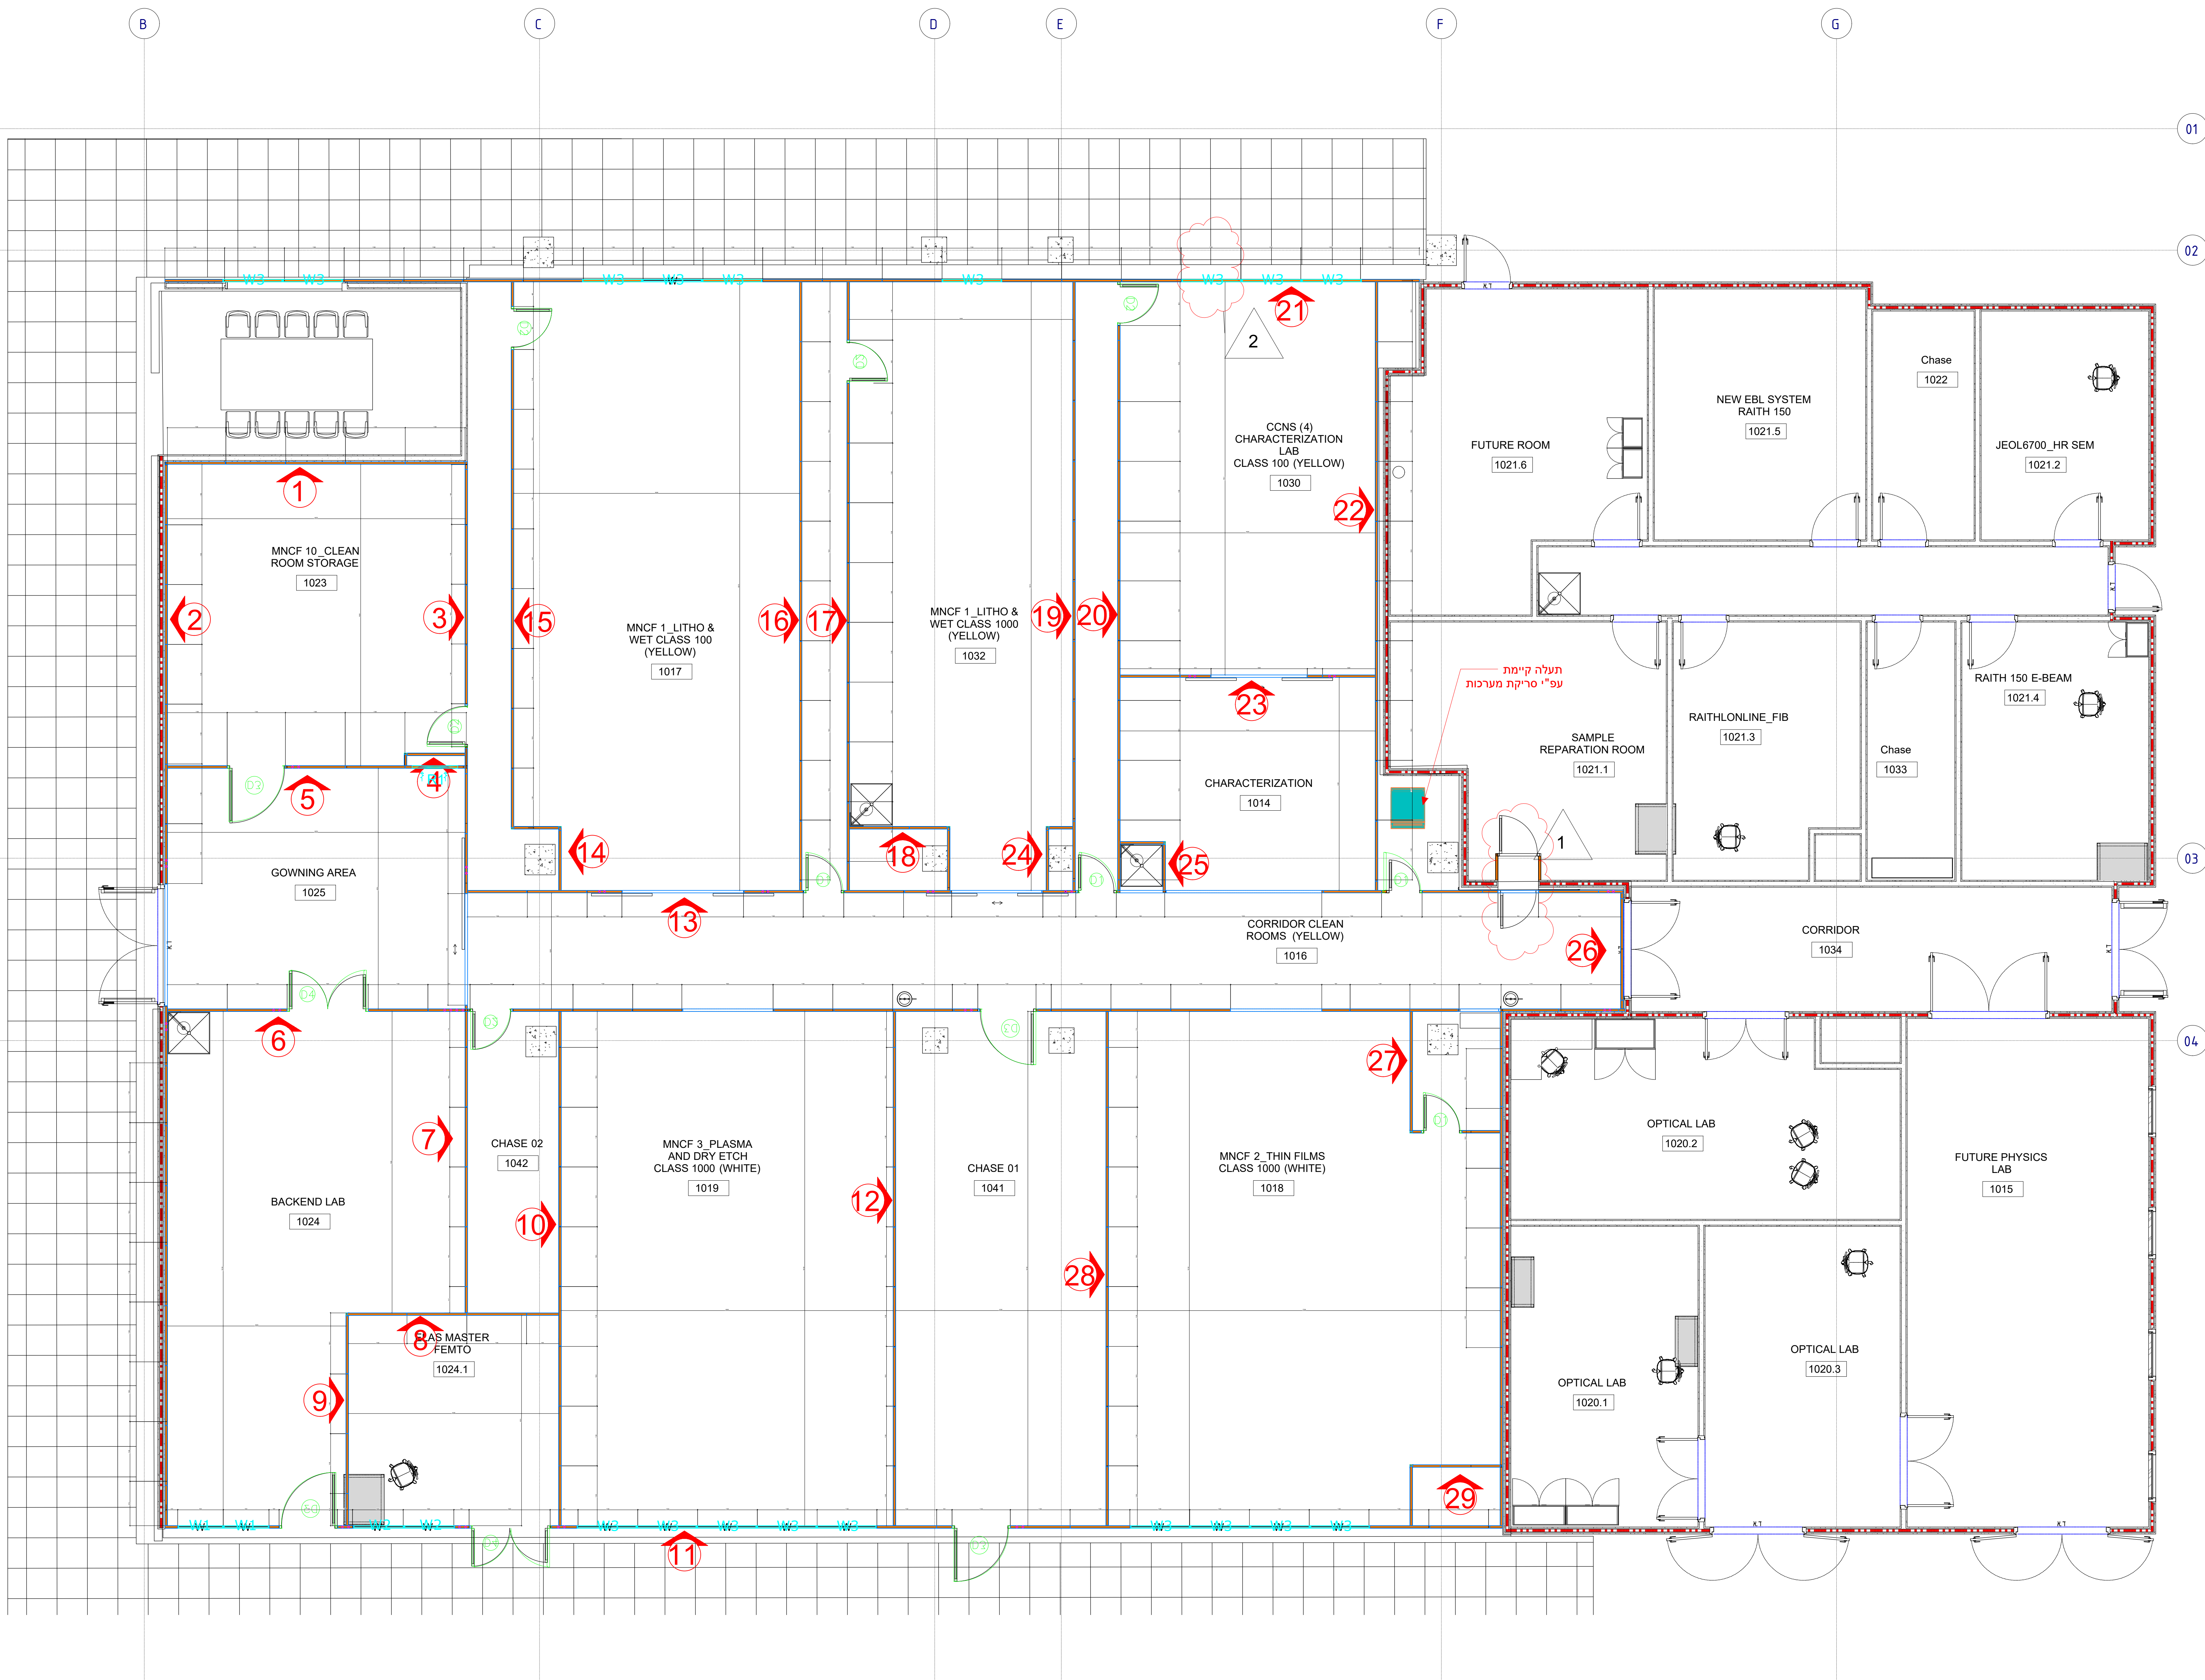 B
C
D
E
F
G
01
02
03
04
W3
W3
W3
W3
W3
W3
W3
W3
W3
21
2
Chase
1022
NEW EBL SYSTEM
RAITH 150
1021.5
FUTURE ROOM
1021.6
JEOL6700_HR SEM
1021.2
CCNS (4)
CHARACTERIZATION
LAB
CLASS 100 (YELLOW)
1030
1
22
MNCF 10_CLEAN
ROOM STORAGE
1023
2
3
15
MNCF 1_LITHO &
WET CLASS 100
(YELLOW)
1017
16
17
MNCF 1_LITHO &
WET CLASS 1000
(YELLOW)
1032
19
20
23
תעלה קיימת
עפ"י סריקת מערכות
RAITH 150 E-BEAM
1021.4
RAITHLONLINE_FIB
1021.3
SAMPLE
REPARATION ROOM
1021.1
Chase
1033
CHARACTERIZATION
1014
4
5
D3
14
18
24
25
1
GOWNING AREA
1025
13
CORRIDOR CLEAN
ROOMS (YELLOW)
1016
26
CORRIDOR
1034
D4
6
27
7
CHASE 02
1042
MNCF 3_PLASMA
AND DRY ETCH
CLASS 1000 (WHITE)
1019
12
CHASE 01
1041
MNCF 2_THIN FILMS
CLASS 1000 (WHITE)
1018
OPTICAL LAB
1020.2
FUTURE PHYSICS
LAB
1015
BACKEND LAB
1024
10
28
8
MASTER
FEMTO
1024.1
9
OPTICAL LAB
1020.3
OPTICAL LAB
1020.1
29
W1
W1
W2
W2
W3
W3
W3
W3
W3
W3
W3
W3
W3
11